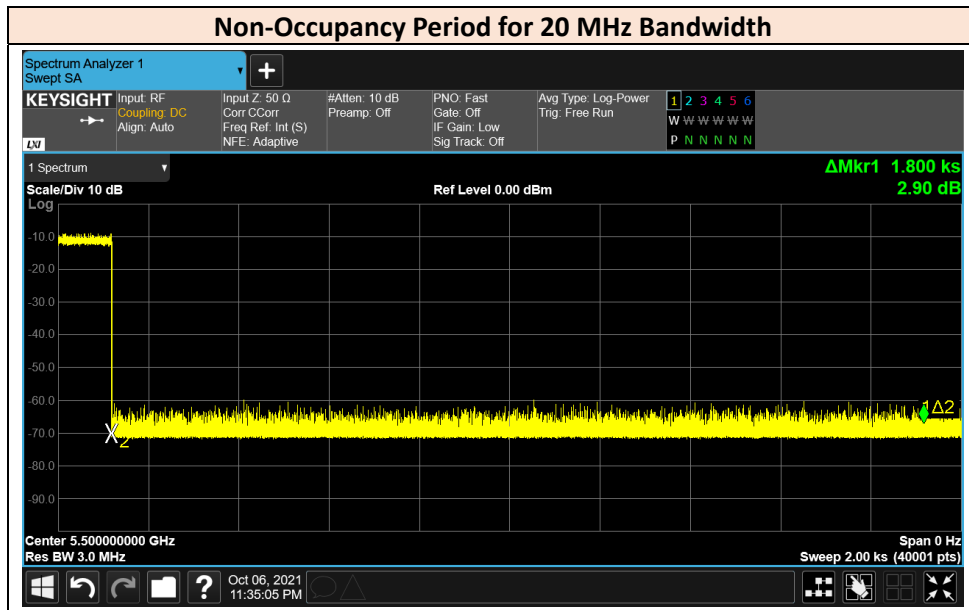 Non-Occupancy Period for 20 MHz Bandwidth
Spectrum Analyzer 1
Swept SA
+
KEYSIGHT
LXI
Input: RF
Coupling: DC
Align: Auto
Input Z: 50 Ω
Corr CCorr
Freq Ref: Int (S)
NFE: Adaptive
#Atten: 10 dB
Preamp: Off
PNO: Fast
Gate: Off
IF Gain: Low
Sig Track: Off
Avg Type: Log-Power
Trig: Free Run
1 2 3 4 5 6
W W W W W W
P N N N N N
1 Spectrum
ΔMkr1 1.800 ks
Scale/Div 10 dB
Ref Level 0.00 dBm
2.90 dB
Log
-10.0
-20.0
-30.0
-40.0
-50.0
-60.0
1Δ2
-70.0
X2
-80.0
-90.0
Center 5.500000000 GHz
Span 0 Hz
Res BW 3.0 MHz
Sweep 2.00 ks (40001 pts)
?
Oct 06, 2021
11:35:05 PM